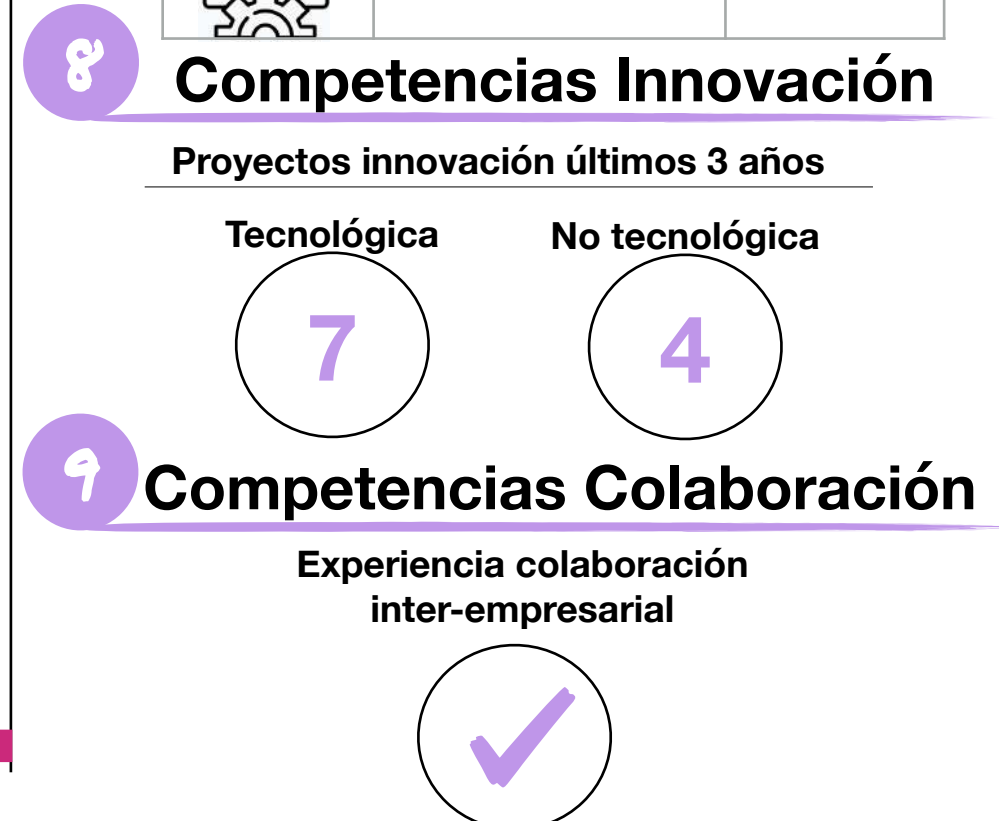 8
Competencias Innovación
Proyectos innovación últimos 3 años
Tecnológica No tecnológica
7 4
9
Competencias Colaboración
Experiencia colaboración
inter-empresarial